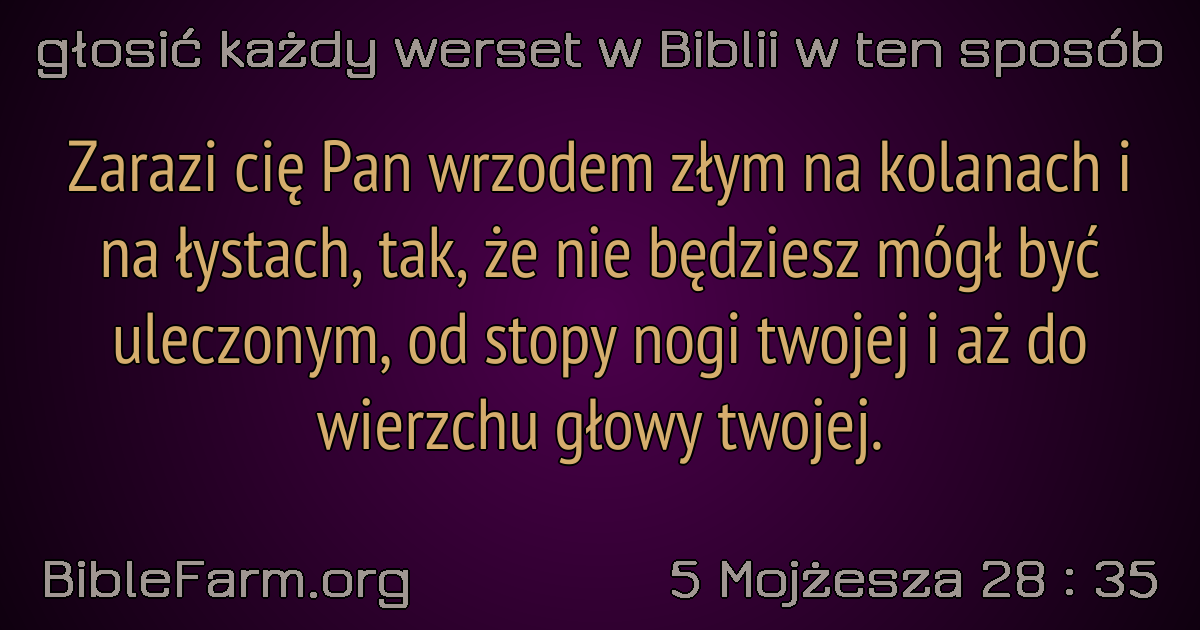 głosić każdy werset w Biblii w ten sposób
Zarazi cię Pan wrzodem złym na kolanach i
na łystach, tak, że nie będziesz mógł być
uleczonym, od stopy nogi twojej i aż do
wierzchu głowy twojej.
BibleFarm.org
5 Mojżesza 28 : 35